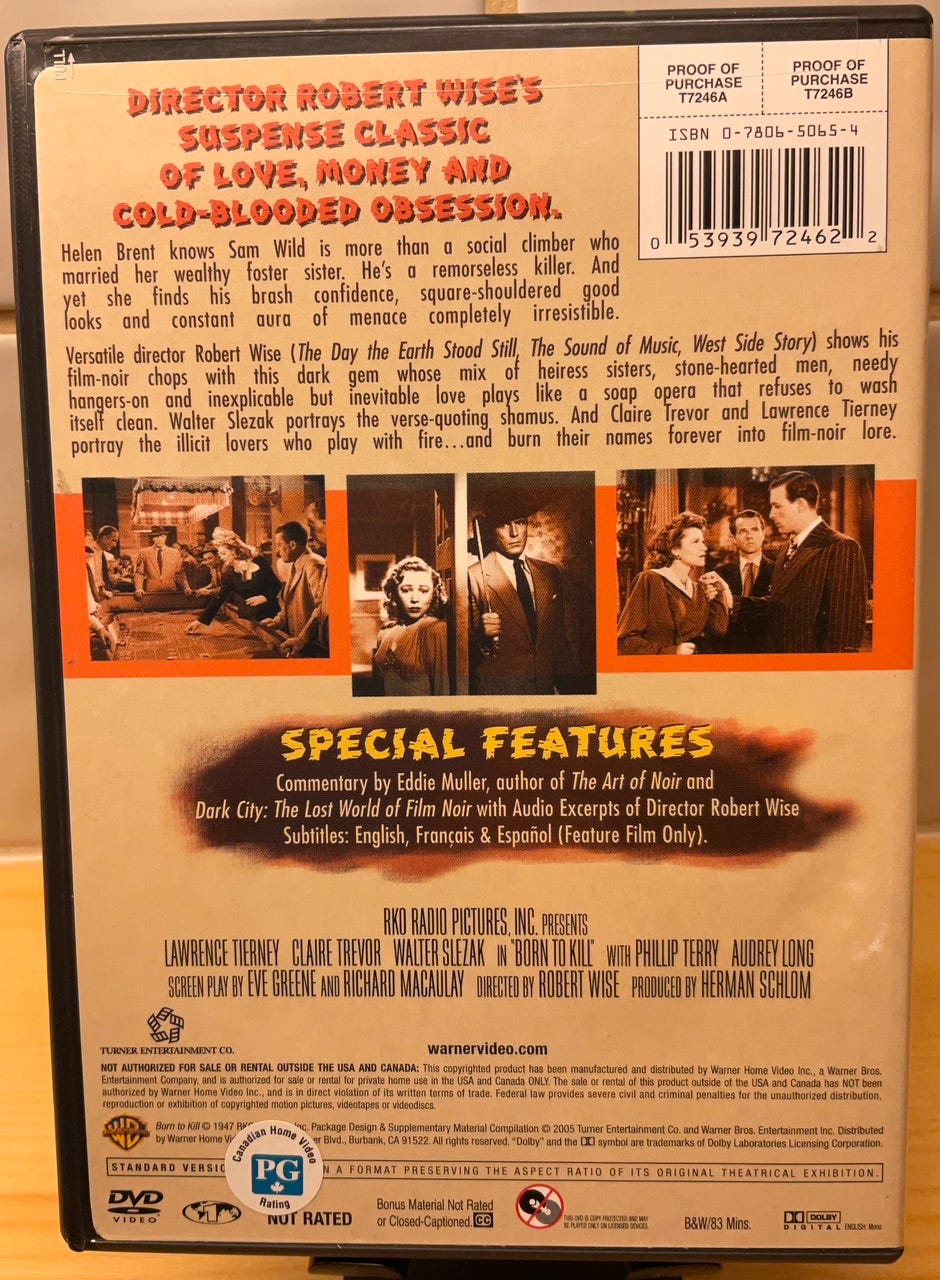 PULL
DIRECTOR ROBERT WISE'S
SUSPENSE CLASSIC
OF LOVE, MONEY AND
COLD-BLOODED OBSESSION.
PROOF OF
PURCHASE
T7246A
PROOF OF
PURCHASE
T7246B
ISBN 0-7806-5065-4
0 53939 72462 2
Helen Brent knows Sam Wild is more than a social climber who
married her wealthy foster sister. He's a remorseless killer. And
yet she finds his brash confidence, square-shouldered good
looks and constant aura of menace completely irresistible.
Versatile director Robert Wise (The Day the Earth Stood Still, The Sound of Music, West Side Story) shows his
film-noir chops with this dark gem whose mix of heiress sisters, stone-hearted men, needy
hangers-on and inexplicable but inevitable love plays like a soap opera that refuses to wash
itself clean. Walter Slezak portrays the verse-quoting shamus. And Claire Trevor and Lawrence Tierney
portray the illicit lovers who play with fire...and burn their names forever into film-noir lore.
SPECIAL FEATURES
Commentary by Eddie Muller, author of The Art of Noir and
Dark City: The Lost World of Film Noir with Audio Excerpts of Director Robert Wise
Subtitles: English, Français & Español (Feature Film Only).
RKO RADIO PICTURES, INC. PRESENTS
LAWRENCE TIERNEY CLAIRE TREVOR WALTER SLEZAK IN "BORN TO KILL" WITH PHILLIP TERRY AUDREY LONG
SCREEN PLAY BY EVE GREENE AND RICHARD MACAULAY DIRECTED BY ROBERT WISE PRODUCED BY HERMAN SCHLOM
TURNER ENTERTAINMENT CO.
warnervideo.com
NOT AUTHORIZED FOR SALE OR RENTAL OUTSIDE THE USA AND CANADA: This copyrighted product has been manufactured and distributed by Warner Home Video Inc., a Warner Bros.
Entertainment Company, and is authorized for sale or rental for private home use in the USA and Canada ONLY. The sale or rental of this product outside of the USA and Canada has NOT been
authorized by Warner Home Video Inc., and is in direct violation of its written terms of trade. Federal law provides severe civil and criminal penalties for the unauthorized distribution,
reproduction or exhibition of copyrighted motion pictures, videotapes or videodiscs.
Born to Kill © 1947 RK nc. Package Design & Supplementary Material Compilation © 2005 Turner Entertainment Co. and Warner Bros. Entertainment Inc. Distributed
by Warner Home Vi er Blvd., Burbank, CA 91522. All rights reserved. "Dolby" and the DD symbol are trademarks of Dolby Laboratories Licensing Corporation.
Canadian Home Video
PG
Rating
STANDARD VERSIO N A FORMAT PRESERVING THE ASPECT RATIO OF ITS ORIGINAL THEATRICAL EXHIBITION.
DVD
VIDEO
1
NOT RATED
Bonus Material Not Rated
or Closed-Captioned. CC
THIS DVD IS COPY PROTECTED AND MAY
BE PLAYED ONLY ON LICENSED DEVICES.
B&W/83 Mins.
DOLBY
DIGITAL
ENGLISH: Mono